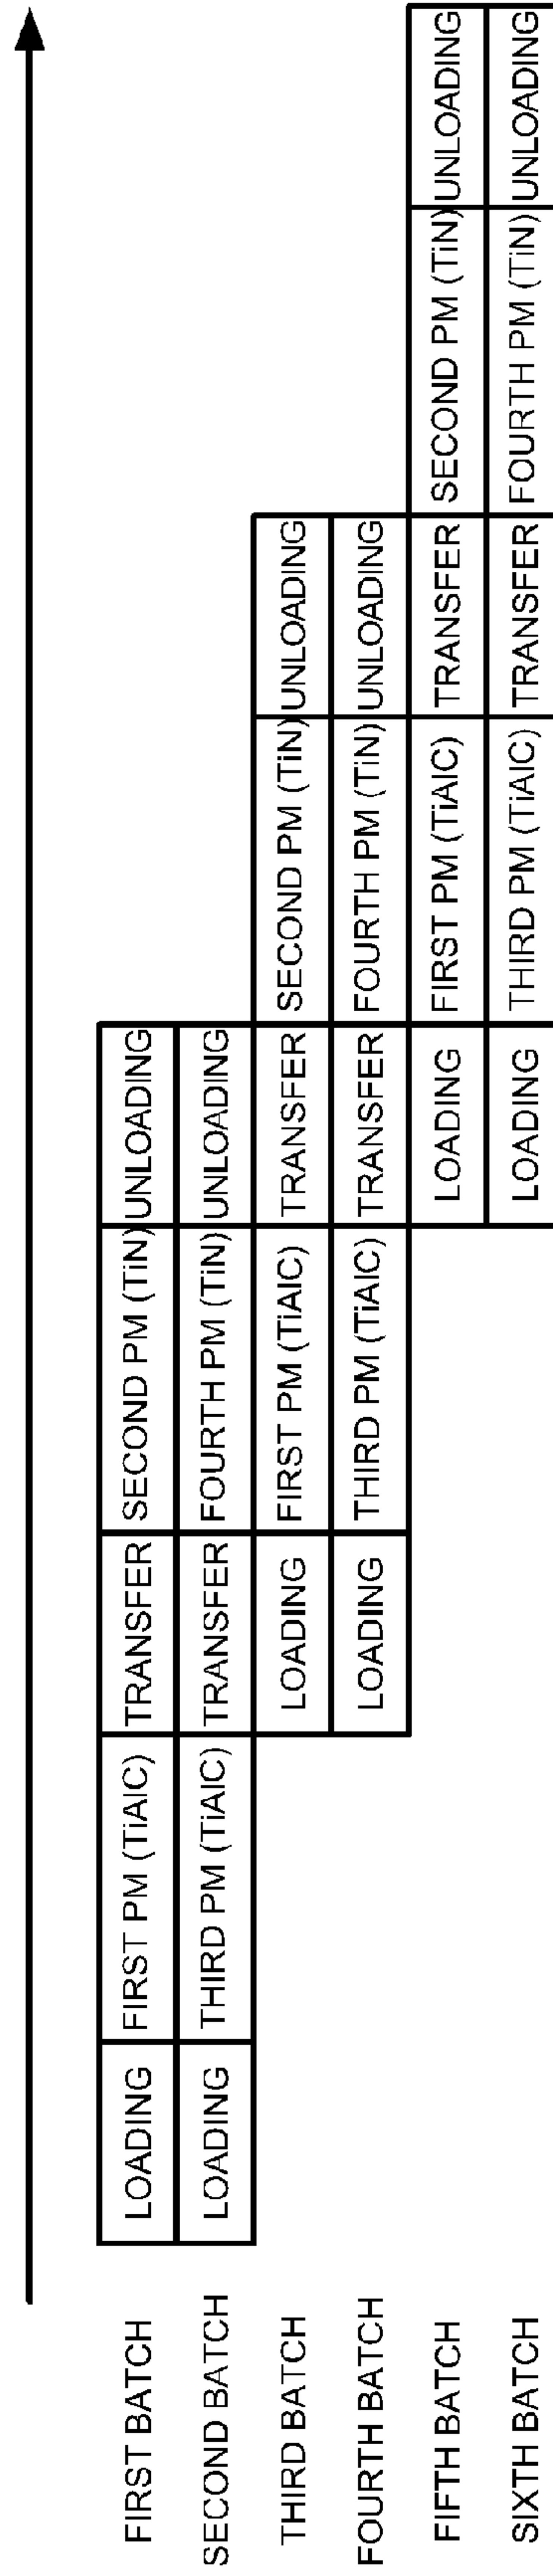 FIRST BATCH LOADING FIRST PM (TiAlC) TRANSFER SECOND PM (TiN) UNLOADING
SECOND BATCH LOADING THIRD PM (TiAlC) TRANSFER FOURTH PM (TiN) UNLOADING
THIRD BATCH LOADING FIRST PM (TiAlC) TRANSFER SECOND PM (TiN) UNLOADING
FOURTH BATCH LOADING THIRD PM (TiAlC) TRANSFER FOURTH PM (TiN) UNLOADING
FIFTH BATCH LOADING FIRST PM (TiAlC) TRANSFER SECOND PM (TiN) UNLOADING
SIXTH BATCH LOADING THIRD PM (TiAlC) TRANSFER FOURTH PM (TiN) UNLOADING